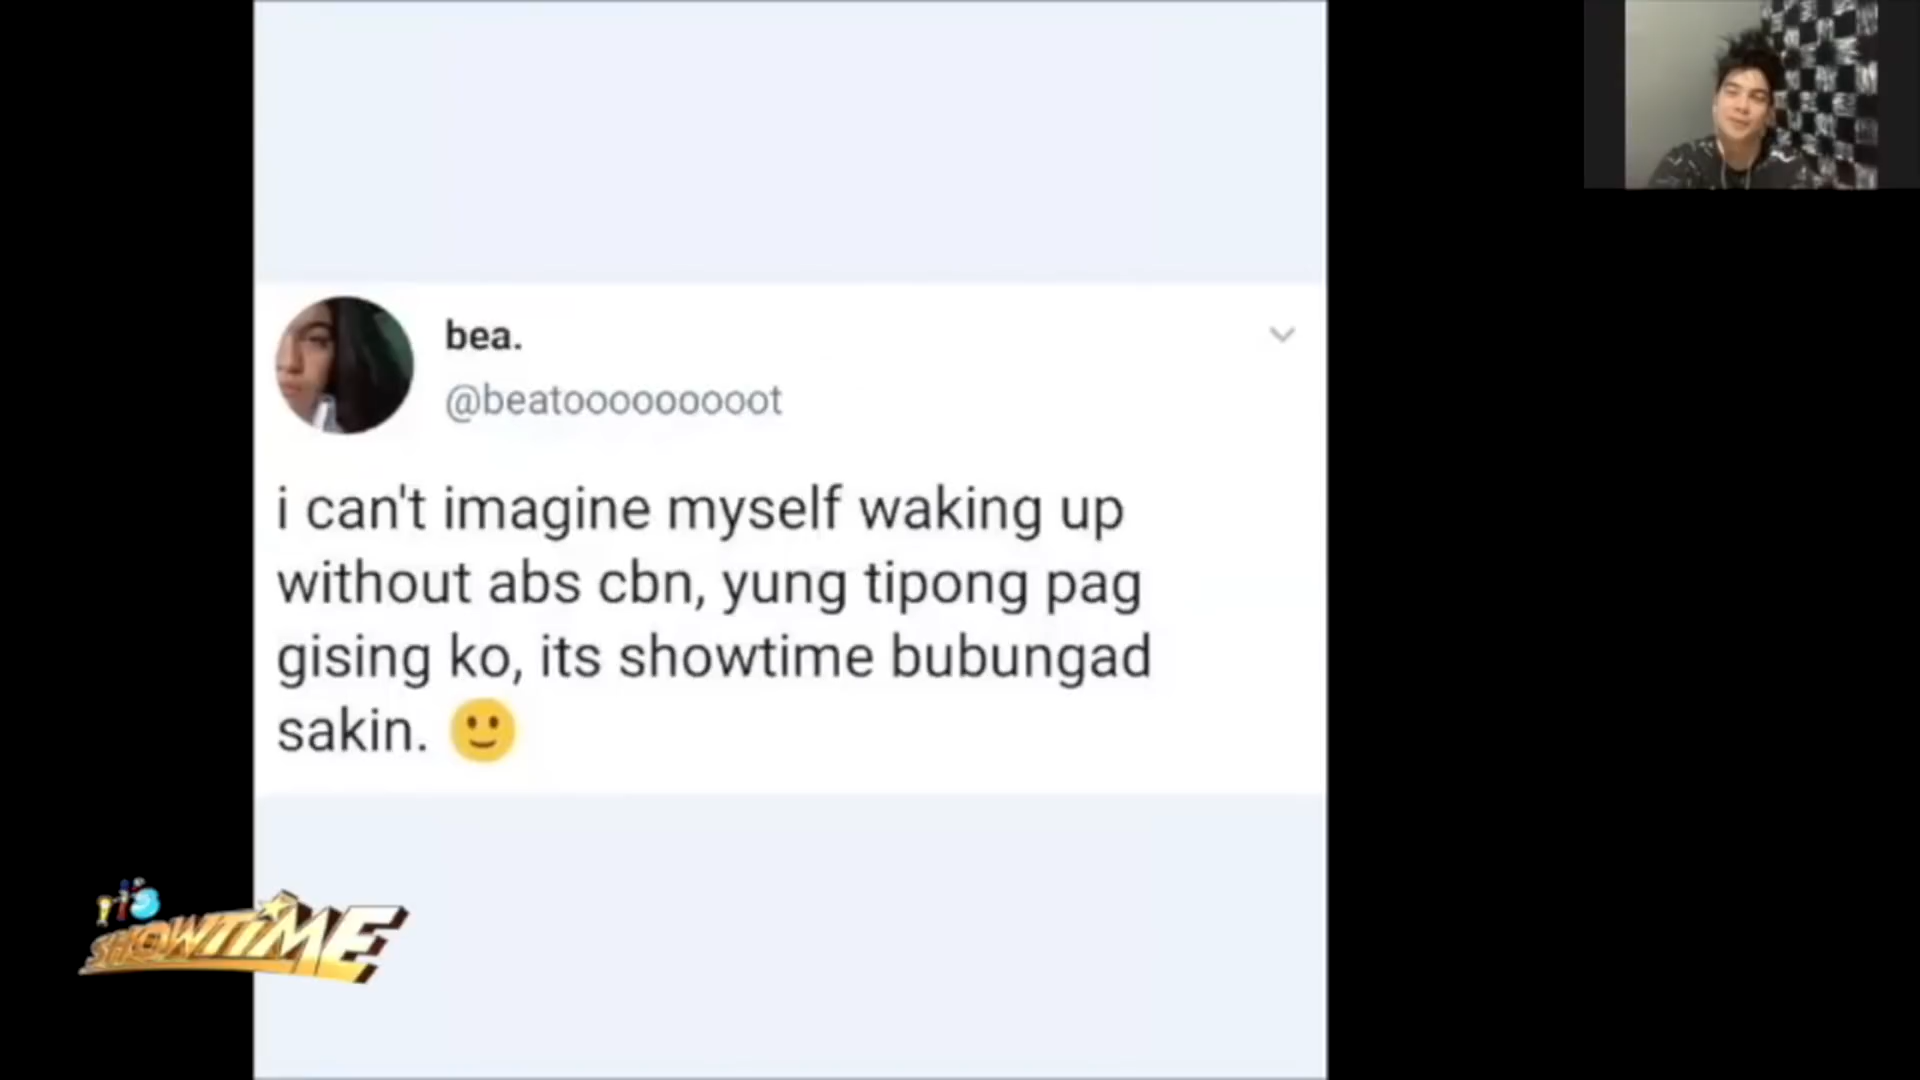 bea.
@beatooooooooot
i can't imagine myself waking up
without abs cbn, yung tipong pag
gising ko, its showtime bubungad
sakin. 🙂
it's
SHOWTIME